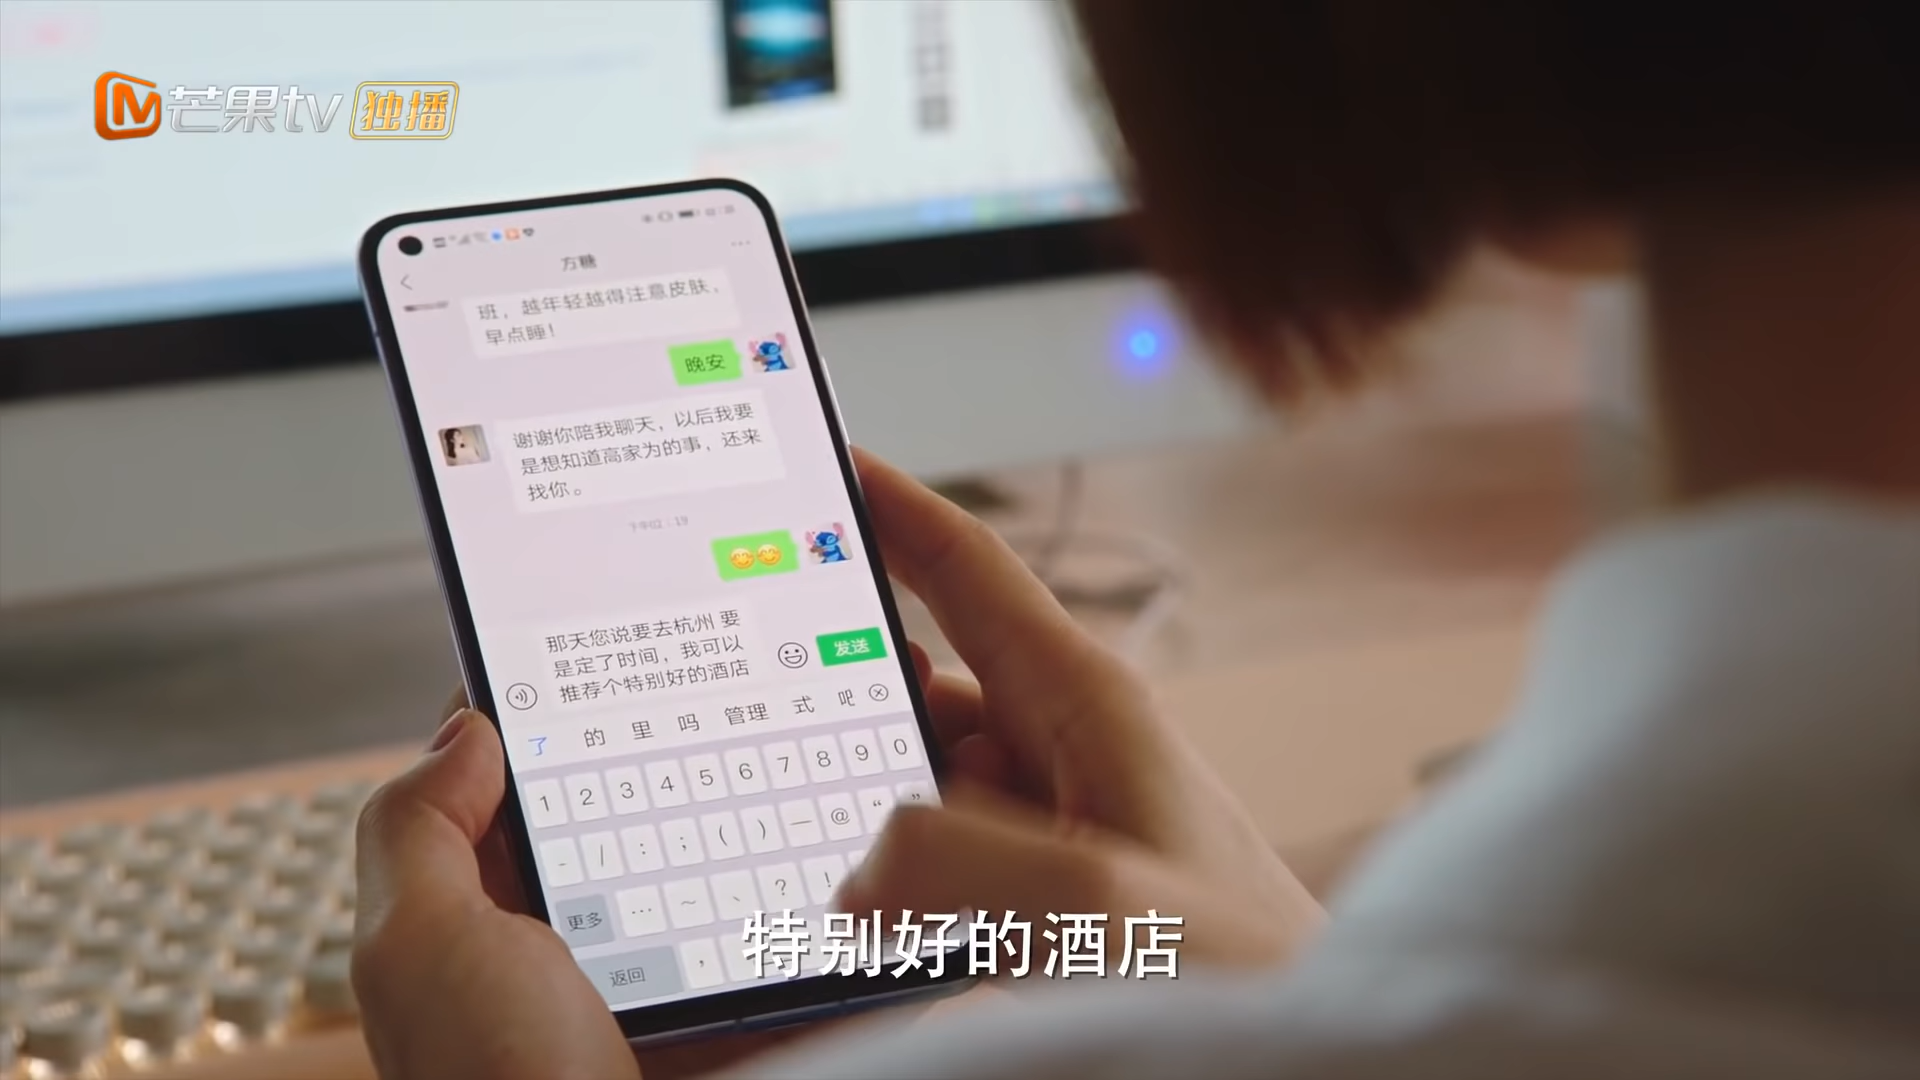 芒果tv 独播
方糖
班，越年轻越得注意皮肤，
早点睡！
晚安
谢谢你陪我聊天，以后我要
是想知道高家为的事，还来
找你。
下午02：19
那天您说要去杭州 要
是定了时间，我可以
推荐个特别好的酒店
发送
了 的 里 吗 管理 式 吧
1 2 3 4 5 6 7 8 9 0
- / : ; ( ) — @ “ ”
更多 … ～ 、 ? !
返回 ,
特别好的酒店